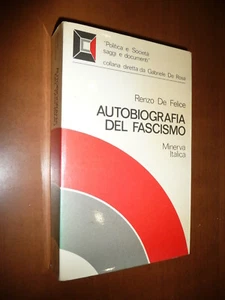 "Politica e Società
saggi e documenti"
collana diretta da Gabriele De Rosa
Renzo De Felice
AUTOBIOGRAFIA
DEL FASCISMO
Minerva
Italica